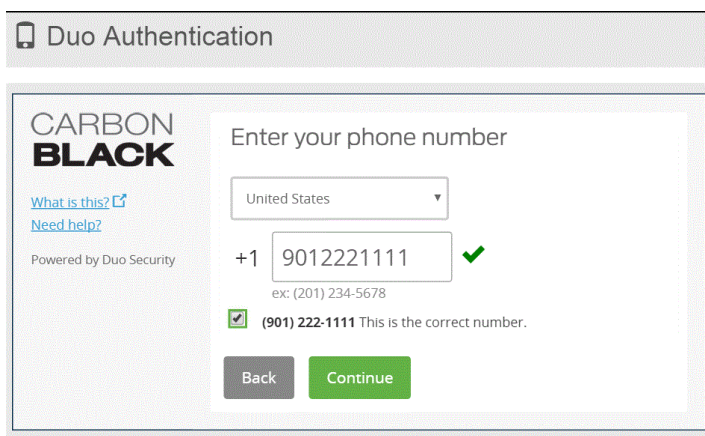 Duo Authentication
CARBON
BLACK
What is this?
Need help?
Powered by Duo Security
Enter your phone number
United States
+1 9012221111
ex: (201) 234-5678
(901) 222-1111 This is the correct number.
Back Continue